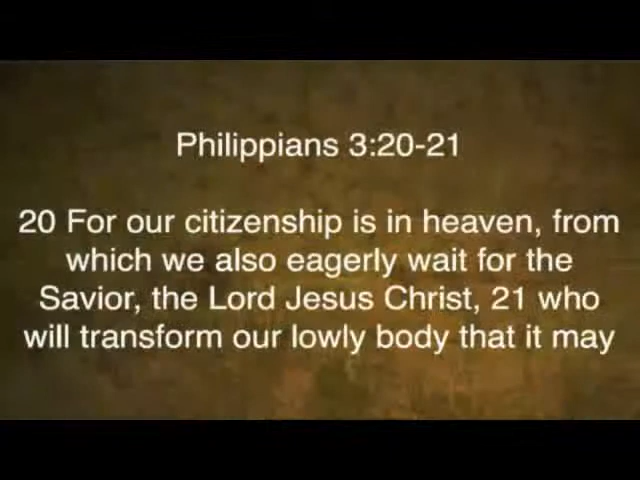 Philippians 3:20-21
20 For our citizenship is in heaven, from
which we also eagerly wait for the
Savior, the Lord Jesus Christ, 21 who
will transform our lowly body that it may